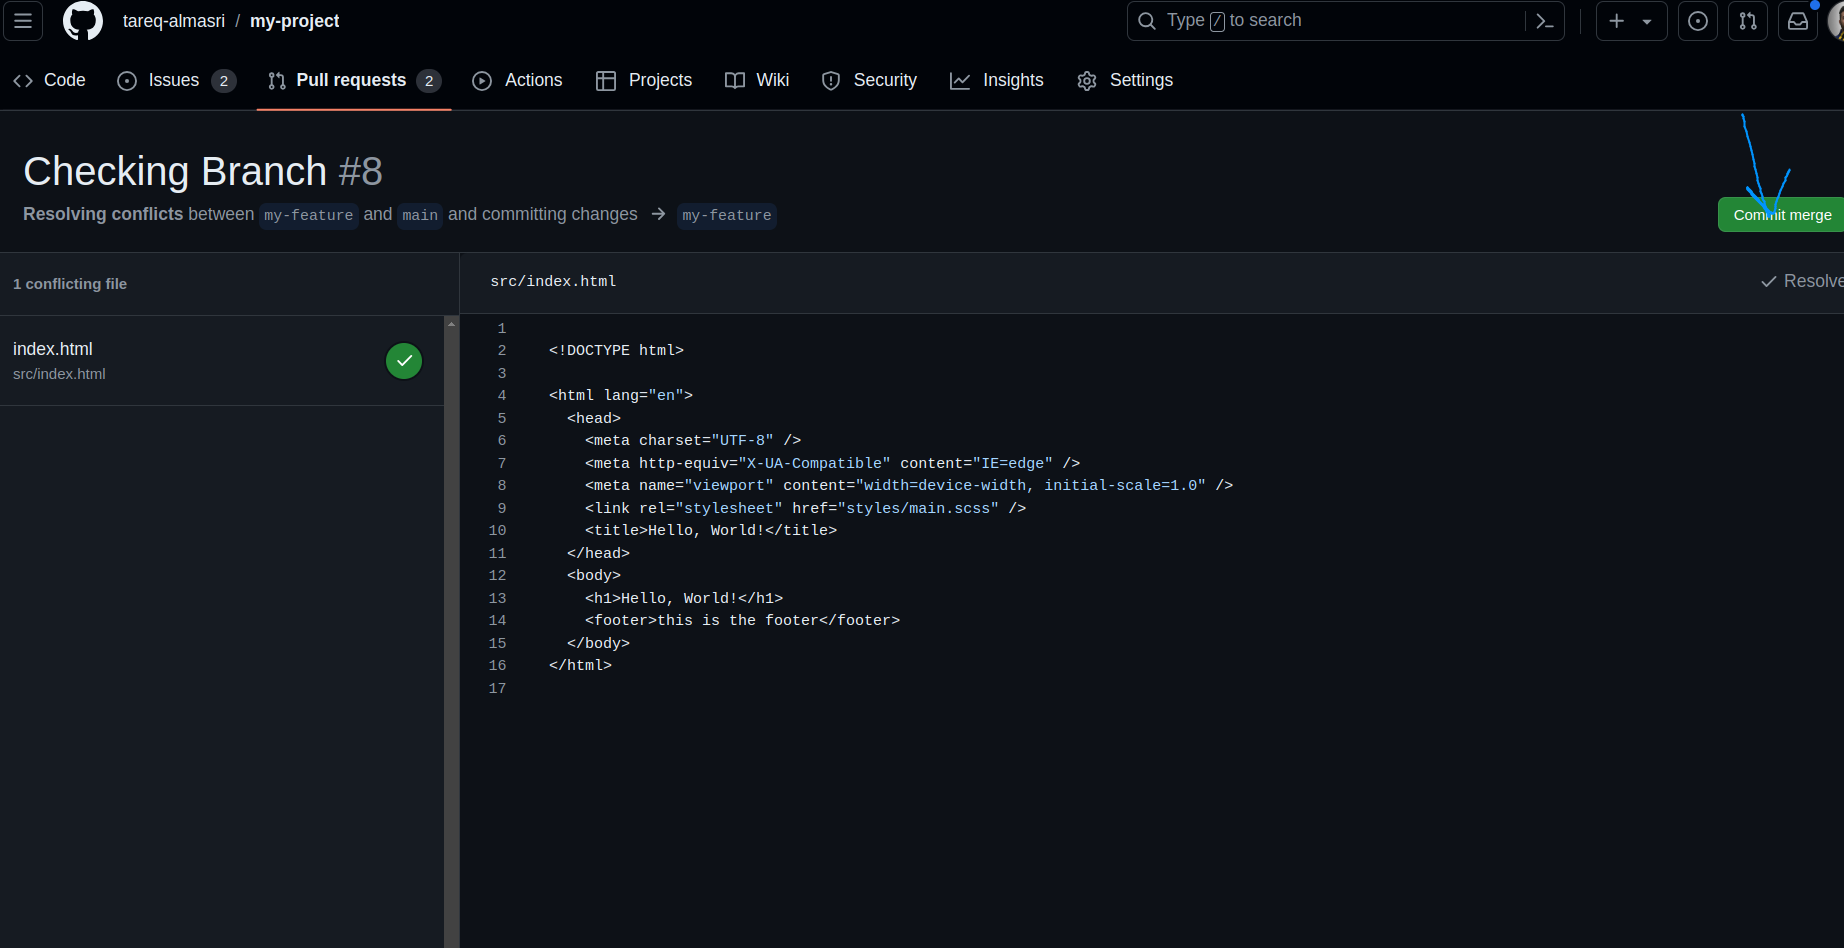 tareq-almasri / my-project
Type / to search
Code Issues 2 Pull requests 2 Actions Projects Wiki Security Insights Settings
Checking Branch #8
Resolving conflicts between my-feature and main and committing changes → my-feature
Commit merge
1 conflicting file
src/index.html
Resolve
index.html
src/index.html
1
2 <!DOCTYPE html>
3
4 <html lang="en">
5 <head>
6 <meta charset="UTF-8" />
7 <meta http-equiv="X-UA-Compatible" content="IE=edge" />
8 <meta name="viewport" content="width=device-width, initial-scale=1.0" />
9 <link rel="stylesheet" href="styles/main.scss" />
10 <title>Hello, World!</title>
11 </head>
12 <body>
13 <h1>Hello, World!</h1>
14 <footer>this is the footer</footer>
15 </body>
16 </html>
17